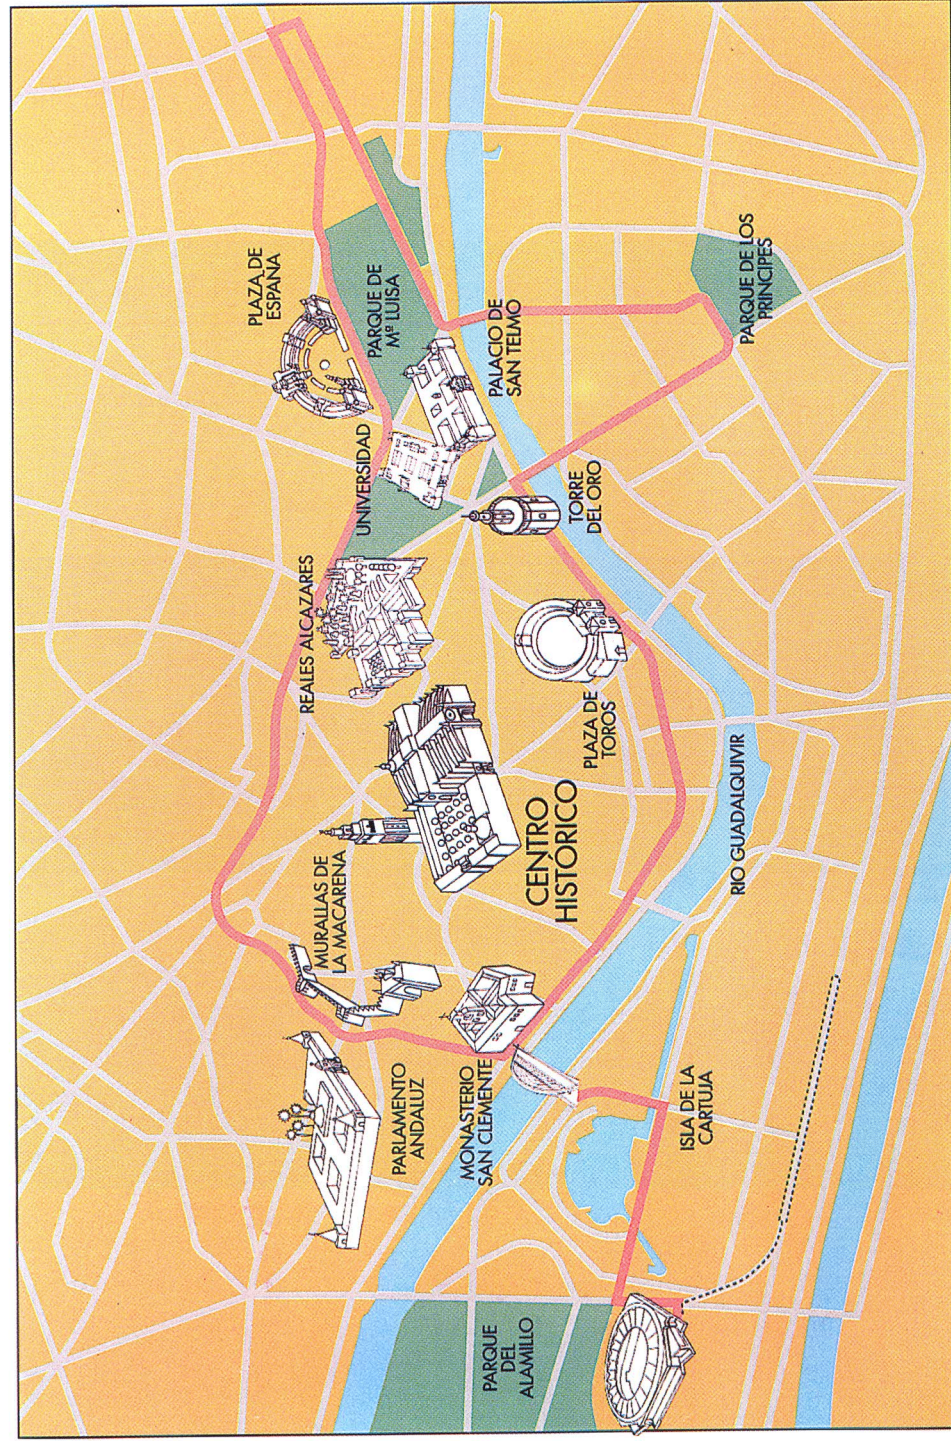 PARQUE
DEL
ALAMILLO
PARLAMENTO
ANDALUZ
MONASTERIO
SAN CLEMENTE
ISLA DE LA
CARTUJA
MURALLAS DE
LA MACARENA
CENTRO
HISTÓRICO
RIO GUADALQUIVIR
REALES ALCAZARES
PLAZA DE
TOROS
UNIVERSIDAD
TORRE
DEL ORO
PLAZA DE
ESPAÑA
PARQUE DE
Mª LUISA
PALACIO DE
SAN TELMO
PARQUE DE LOS
PRINCIPES